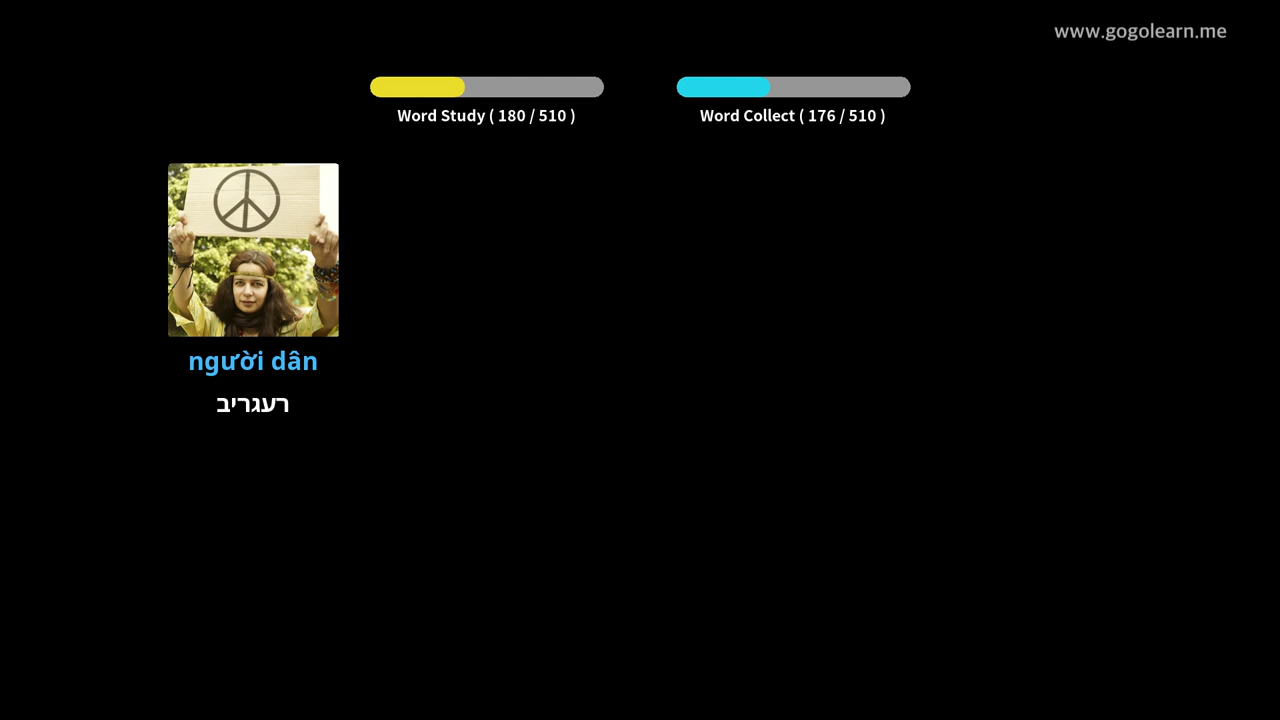 www.gogolearn.me
Word Study ( 180 / 510 )
Word Collect ( 176 / 510 )
người dân
רעגריב